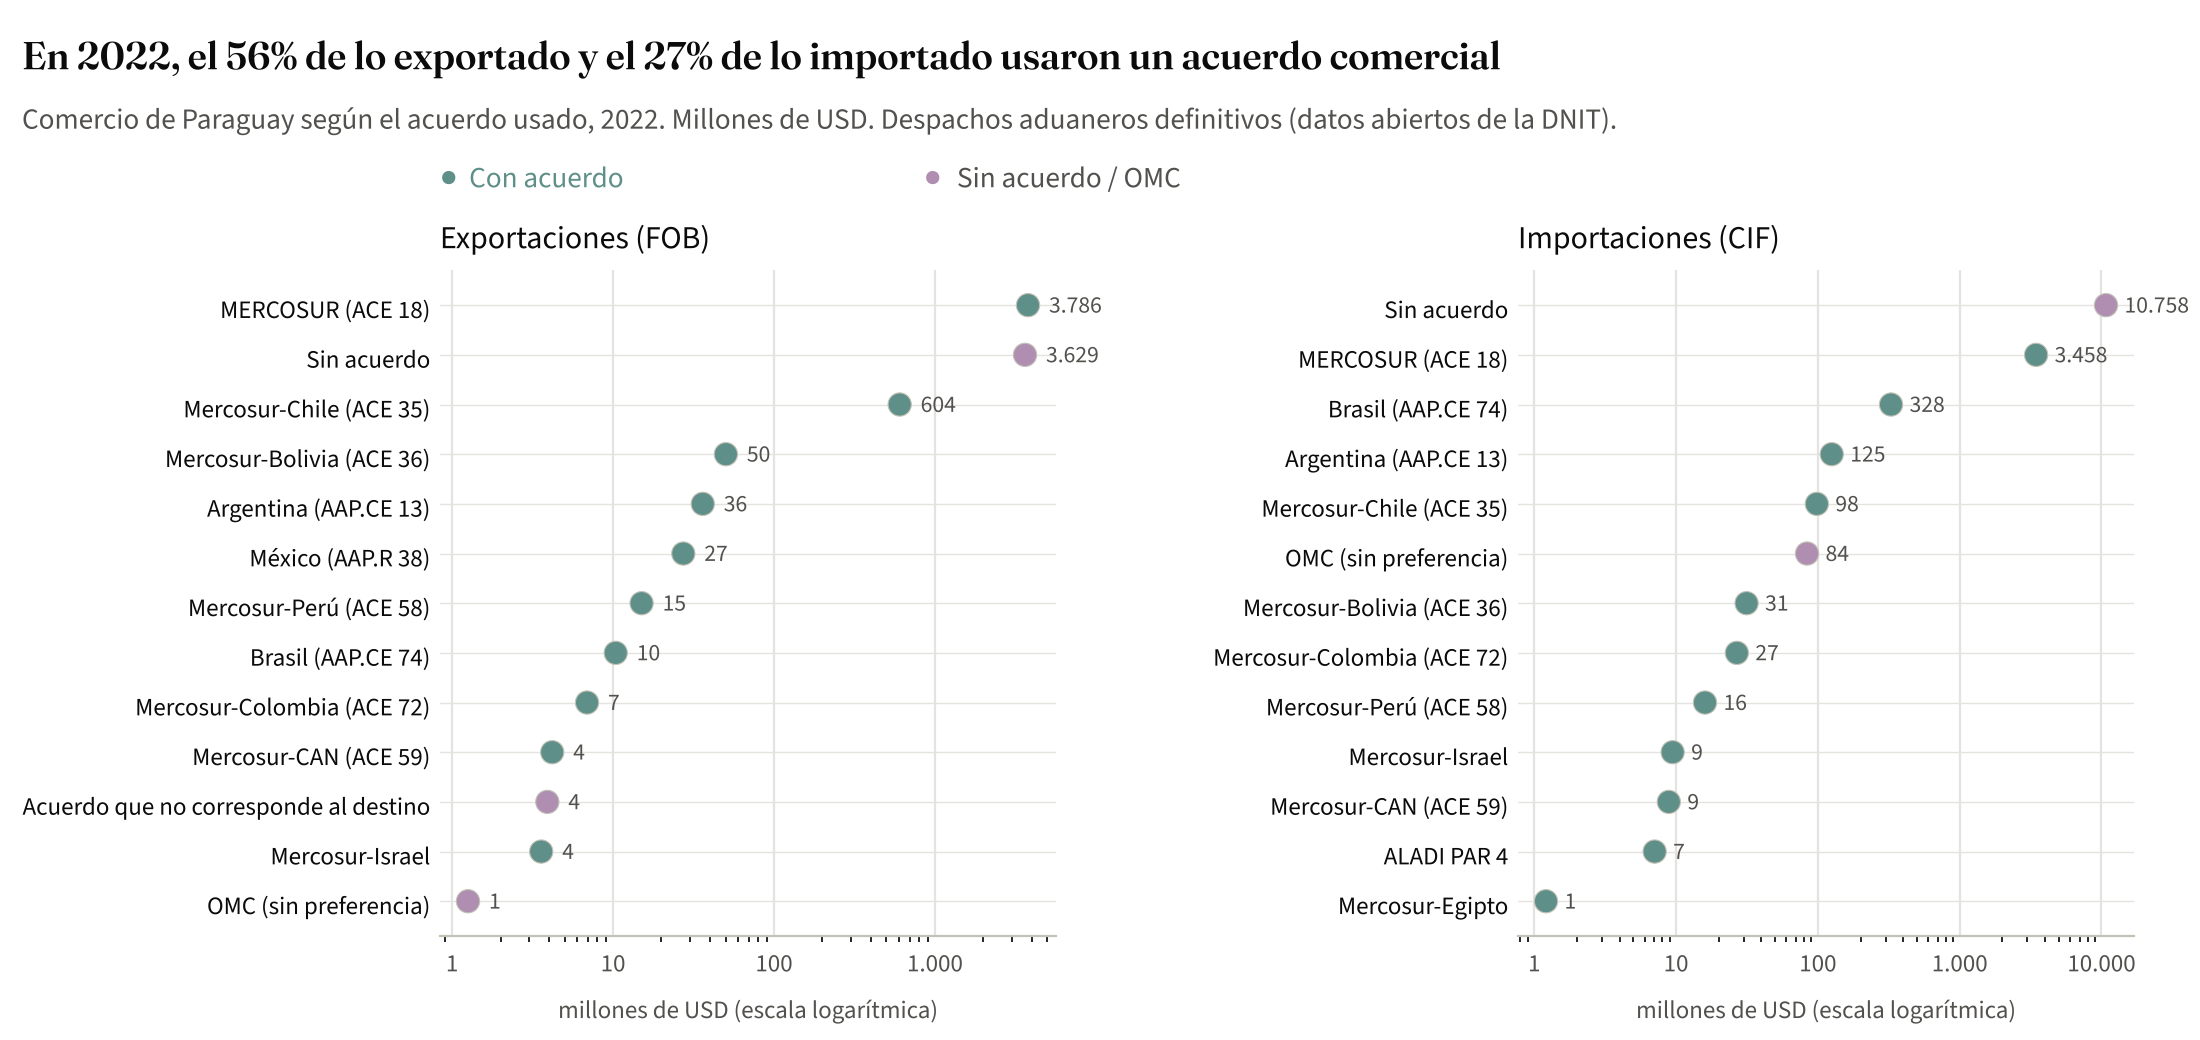 En 2022, el 56% de lo exportado y el 27% de lo importado usaron un acuerdo comercial
Comercio de Paraguay según el acuerdo usado, 2022. Millones de USD. Despachos aduaneros definitivos (datos abiertos de la DNIT).
Con acuerdo
Sin acuerdo / OMC
Exportaciones (FOB)
MERCOSUR (ACE 18) 3.786
Sin acuerdo 3.629
Mercosur-Chile (ACE 35) 604
Mercosur-Bolivia (ACE 36) 50
Argentina (AAP.CE 13) 36
México (AAP.R 38) 27
Mercosur-Perú (ACE 58) 15
Brasil (AAP.CE 74) 10
Mercosur-Colombia (ACE 72) 7
Mercosur-CAN (ACE 59) 4
Acuerdo que no corresponde al destino 4
Mercosur-Israel 4
OMC (sin preferencia) 1
1 10 100 1.000
millones de USD (escala logarítmica)
Importaciones (CIF)
Sin acuerdo 10.758
MERCOSUR (ACE 18) 3.458
Brasil (AAP.CE 74) 328
Argentina (AAP.CE 13) 125
Mercosur-Chile (ACE 35) 98
OMC (sin preferencia) 84
Mercosur-Bolivia (ACE 36) 31
Mercosur-Colombia (ACE 72) 27
Mercosur-Perú (ACE 58) 16
Mercosur-Israel 9
Mercosur-CAN (ACE 59) 9
ALADI PAR 4 7
Mercosur-Egipto 1
1 10 100 1.000 10.000
millones de USD (escala logarítmica)